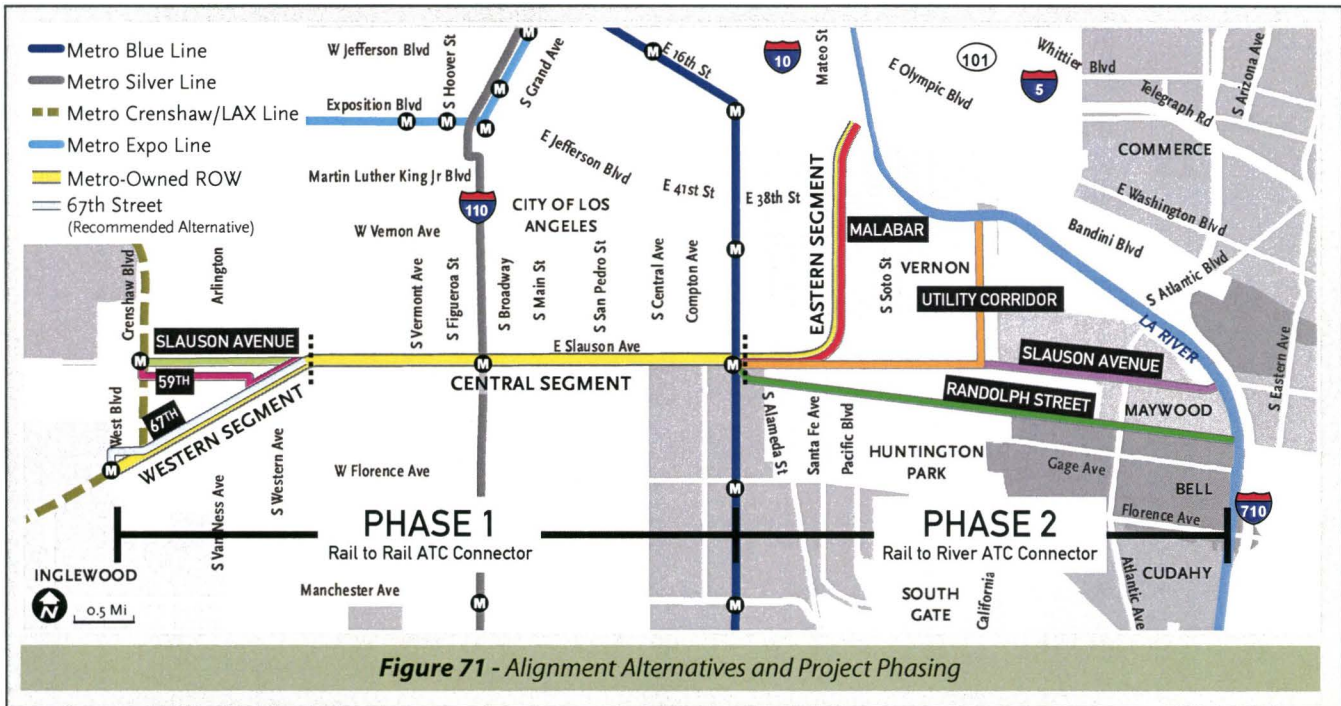 Metro Blue Line
Metro Silver Line
Metro Crenshaw/LAX Line
Metro Expo Line
Metro-Owned ROW
67th Street
(Recommended Alternative)
W Jefferson Blvd
S Hoover St
S Grand Ave
Exposition Blvd
M
M
M
M
M
M
E 16th St
M
10
Mateo St
E Olympic Blvd
101
5
Whittier Blvd
S Arizona Ave
Telegraph Rd
COMMERCE
E Washington Blvd
Bandini Blvd
S Atlantic Blvd
Martin Luther King Jr Blvd
110
CITY OF LOS
ANGELES
E Jefferson Blvd
E 41st St
E 38th St
W Vernon Ave
S Vermont Ave
S Figueroa St
S Broadway
S Main St
S San Pedro St
S Central Ave
Compton Ave
M
EASTERN SEGMENT
MALABAR
S Soto St
VERNON
UTILITY CORRIDOR
LA RIVER
S Eastern Ave
Crenshaw Blvd
Arlington
SLAUSON AVENUE
M
59TH
67TH
West Blvd
M
WESTERN SEGMENT
E Slauson Ave
M
M
CENTRAL SEGMENT
SLAUSON AVENUE
RANDOLPH STREET
MAYWOOD
S Alameda St
Santa Fe Ave
Pacific Blvd
HUNTINGTON
PARK
Gage Ave
BELL
Florence Ave
710
S Van Ness Ave
S Western Ave
W Florence Ave
M
PHASE 1
Rail to Rail ATC Connector
PHASE 2
Rail to River ATC Connector
INGLEWOOD
N
0.5 Mi
Manchester Ave
M
M
SOUTH
GATE
California
Atlantic Ave
CUDAHY
Figure 71 - Alignment Alternatives and Project Phasing